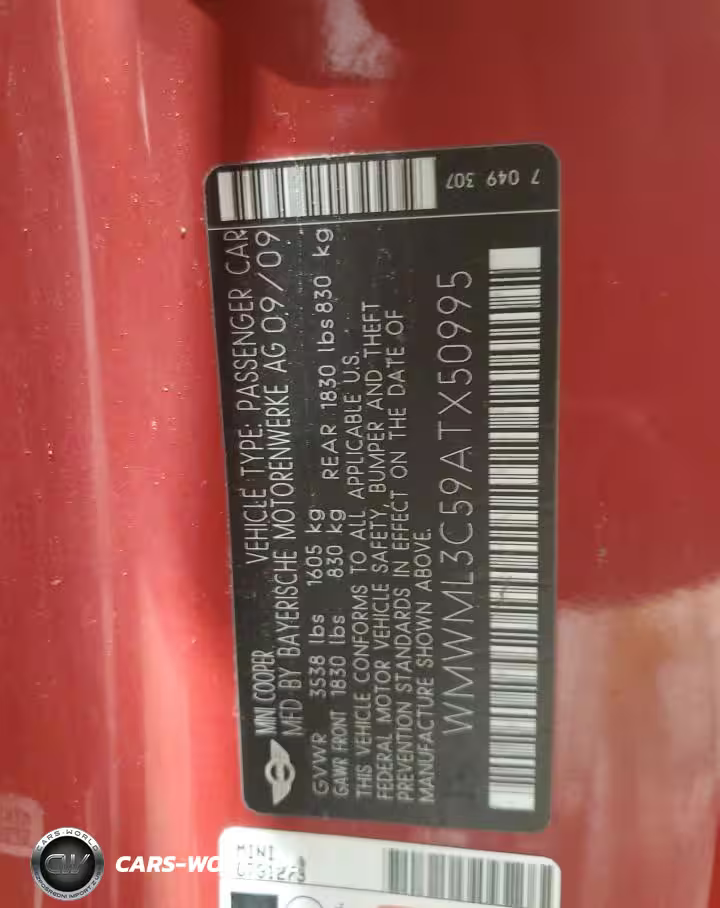 MINI COOPER VEHICLE TYPE: PASSENGER CAR
MFD BY BAYERISCHE MOTORENWERKE AG 09/09
GVWR 3538 lbs 1605 kg
GAWR FRONT 1830 lbs 830 kg REAR 1830 lbs 830 kg
THIS VEHICLE CONFORMS TO ALL APPLICABLE U.S.
FEDERAL MOTOR VEHICLE SAFETY, BUMPER AND THEFT
PREVENTION STANDARDS IN EFFECT ON THE DATE OF
MANUFACTURE SHOWN ABOVE.
WMWML3C59ATX50995
7 049 307
MINI
CARS-WORLD
CW
CARS-WO